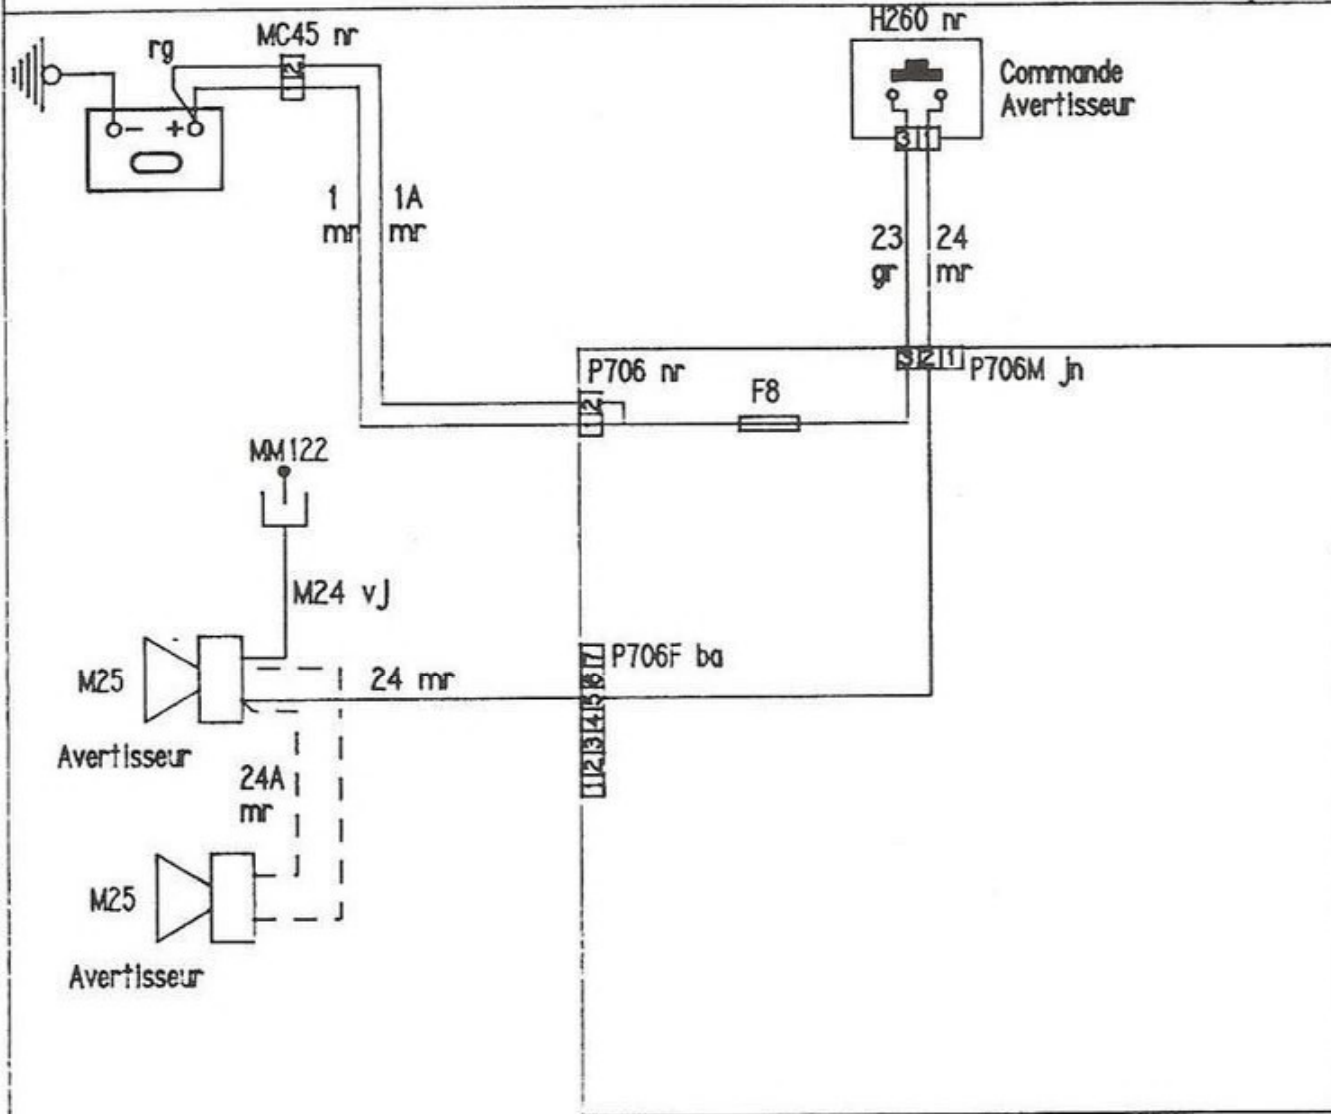 H260 nr
MC45 nr
rg
2
Commande
Avertisseur
- +
3 1
1
mr
1A
mr
23
gr
24
mr
3 2 1
P706M jn
P706 nr
F8
2
1
MM122
M24 vj
P706F ba
M25
24 mr
1 2 3 4 5 6 7
Avertisseur
24A
mr
M25
Avertisseur